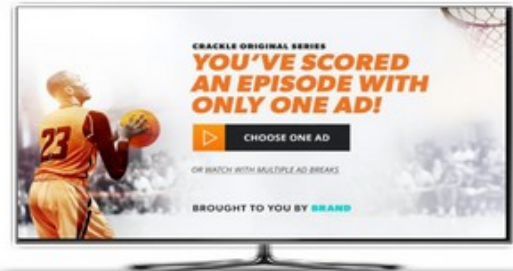 CRACKLE ORIGINAL SERIES
YOU'VE SCORED
AN EPISODE WITH
ONLY ONE AD!
23
CHOOSE ONE AD
OR WATCH WITH MULTIPLE AD BREAKS
BROUGHT TO YOU BY BRAND